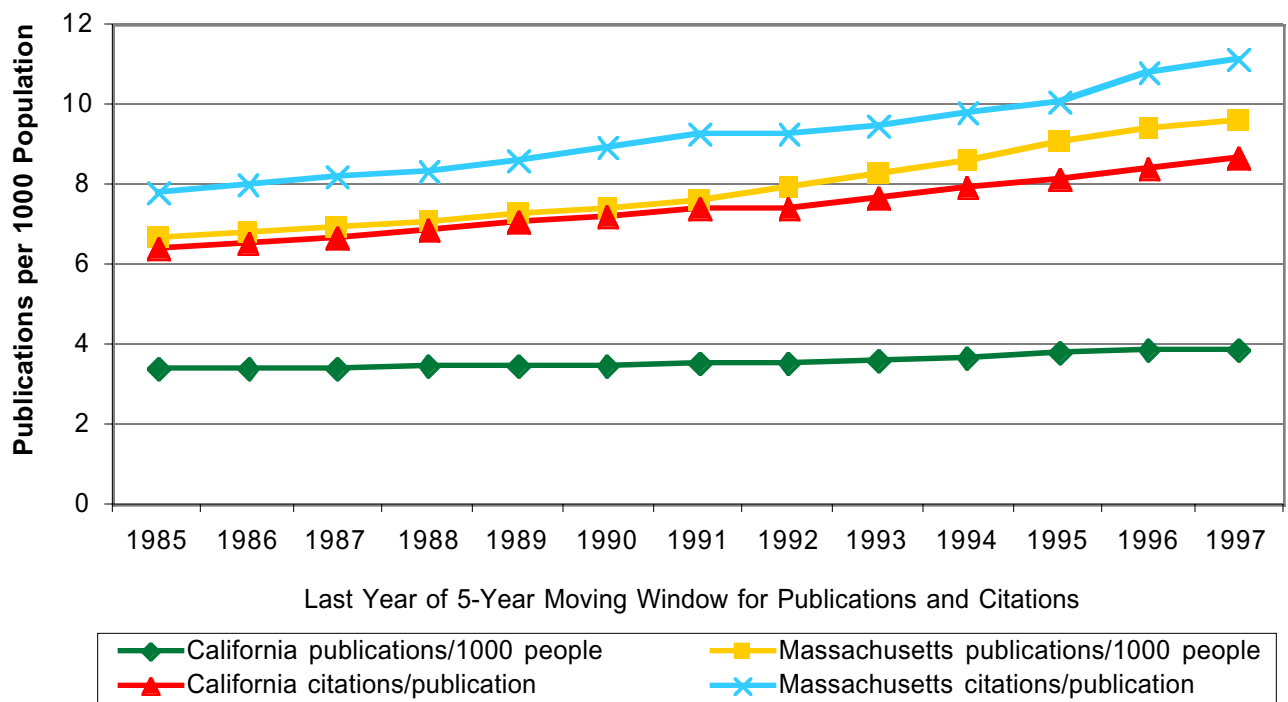 Publications per 1000 Population
12
10
8
6
4
2
0
1985 1986 1987 1988 1989 1990 1991 1992 1993 1994 1995 1996 1997
Last Year of 5-Year Moving Window for Publications and Citations
California publications/1000 people Massachusetts publications/1000 people
California citations/publication Massachusetts citations/publication